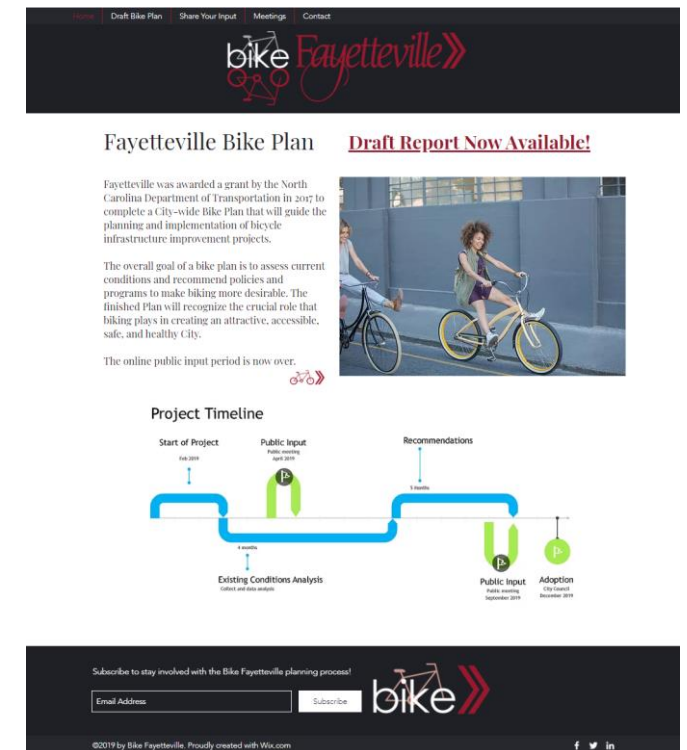 Home Draft Bike Plan Share Your Input Meetings Contact
bike Fayetteville
Fayetteville Bike Plan
Draft Report Now Available!
Fayetteville was awarded a grant by the North
Carolina Department of Transportation in 2017 to
complete a City-wide Bike Plan that will guide the
planning and implementation of bicycle
infrastructure improvement projects.
The overall goal of a bike plan is to assess current
conditions and recommend policies and
programs to make biking more desirable. The
finished Plan will recognize the crucial role that
biking plays in creating an attractive, accessible,
safe, and healthy City.
The online public input period is now over.
Project Timeline
Start of Project
Feb 2019
Public Input
Public meeting
April 2019
Recommendations
5 months
4 months
Existing Conditions Analysis
Collect and data analysis
Public Input
Public meeting
September 2019
Adoption
City Council
December 2019
Subscribe to stay involved with the Bike Fayetteville planning process!
Email Address
Subscribe
bike
©2019 by Bike Fayetteville. Proudly created with Wix.com